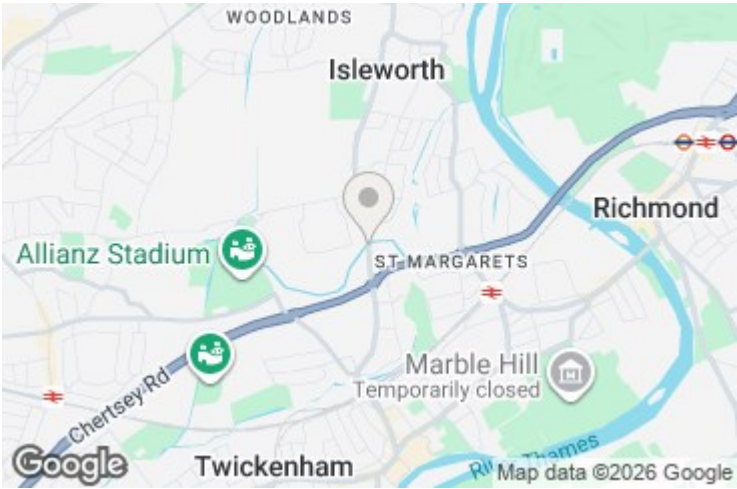 WOODLANDS
Isleworth
Richmond
Allianz Stadium
ST MARGARETS
Marble Hill
Temporarily closed
Chertsey Rd
Twickenham
River Thames
Google
Map data ©2026 Google